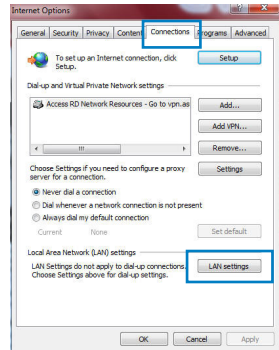 Internet Options
General Security Privacy Content Connections Programs Advanced
To set up an Internet connection, click
Setup.
Setup
Dial-up and Virtual Private Network settings
Access RD Network Resources - Go to vpn.as
Add...
Add VPN...
Remove...
Choose Settings if you need to configure a proxy
server for a connection.
Settings
Never dial a connection
Dial whenever a network connection is not present
Always dial my default connection
Current None
Set default
Local Area Network (LAN) settings
LAN Settings do not apply to dial-up connections.
Choose Settings above for dial-up settings.
LAN settings
OK Cancel Apply